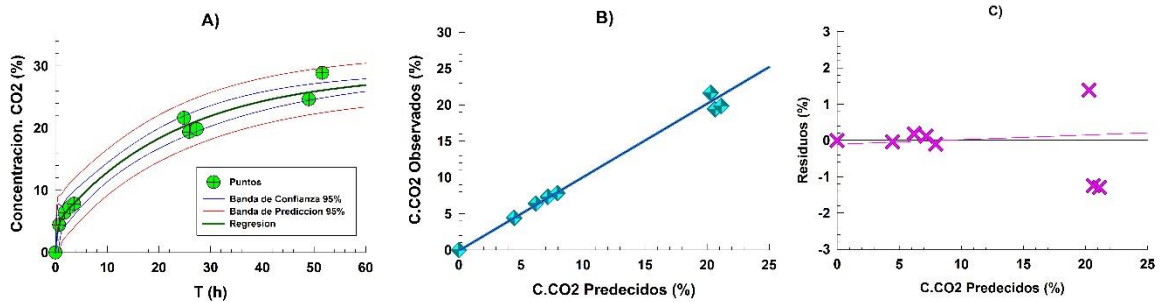 A)
Concentracion. CO2 (%)
30
20
10
0
0 10 20 30 40 50 60
T (h)
Puntos
Banda de Confianza 95%
Banda de Prediccion 95%
Regresion
B)
C.CO2 Observados (%)
30
25
20
15
10
5
0
0 5 10 15 20 25
C.CO2 Predecidos (%)
C)
Residuos (%)
3
2
1
0
-1
-2
-3
0 5 10 15 20 25
C.CO2 Predecidos (%)